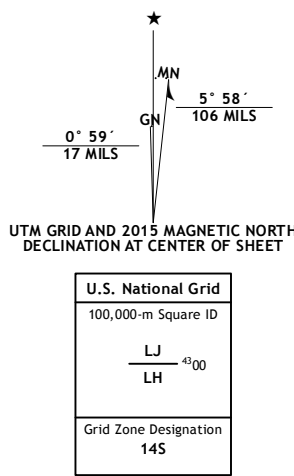 ★
MN
GN
5° 58´
106 MILS
0° 59´
17 MILS
UTM GRID AND 2015 MAGNETIC NORTH
DECLINATION AT CENTER OF SHEET
U.S. National Grid
100,000-m Square ID
LJ
4300
LH
Grid Zone Designation
14S